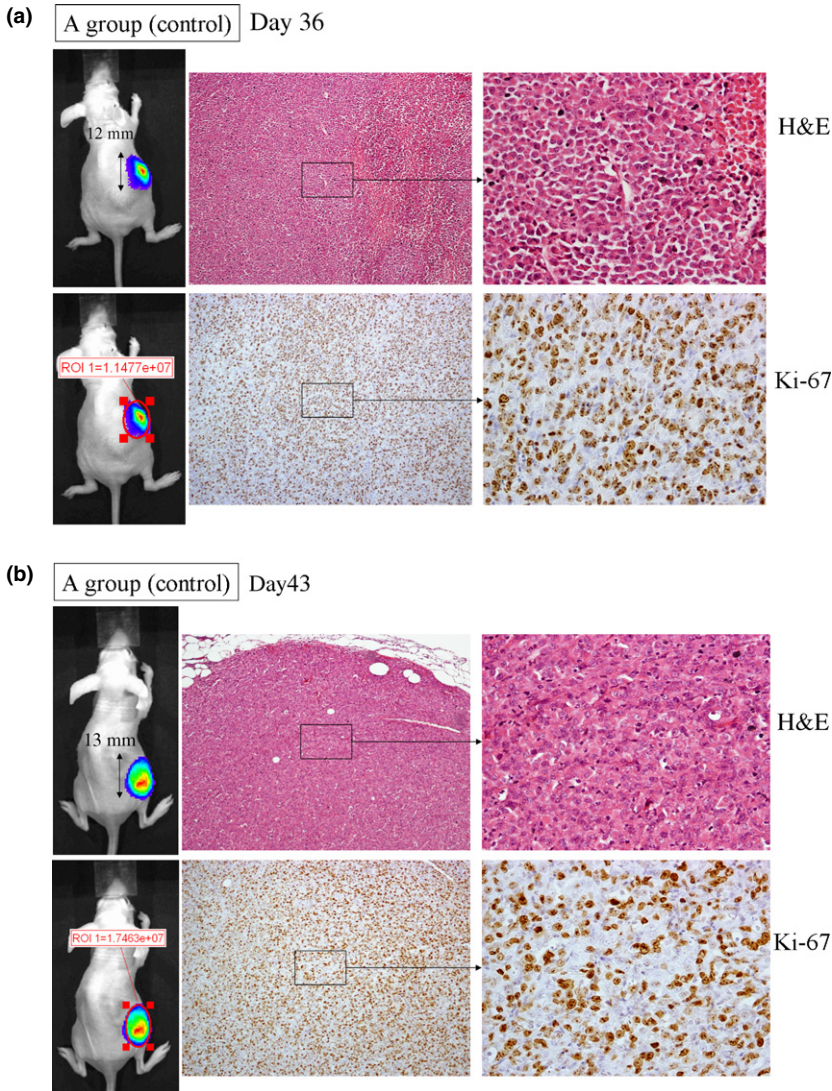 (a)
A group (control) Day 36
12 mm
H&E
ROI 1=1.1477e+07
Ki-67
(b)
A group (control) Day43
13 mm
H&E
ROI 1=1.7463e+07
Ki-67